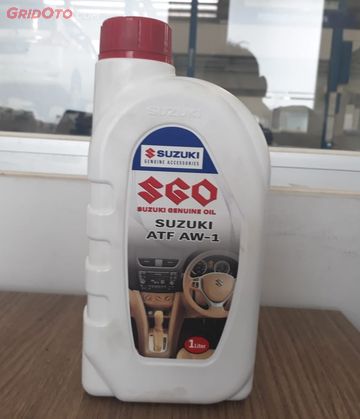 GRIDOTO
SUZUKI
SUZUKI
GENUINE ACCESSORIES
SGO
SUZUKI GENUINE OIL
SUZUKI
ATF AW-1
1 Liter